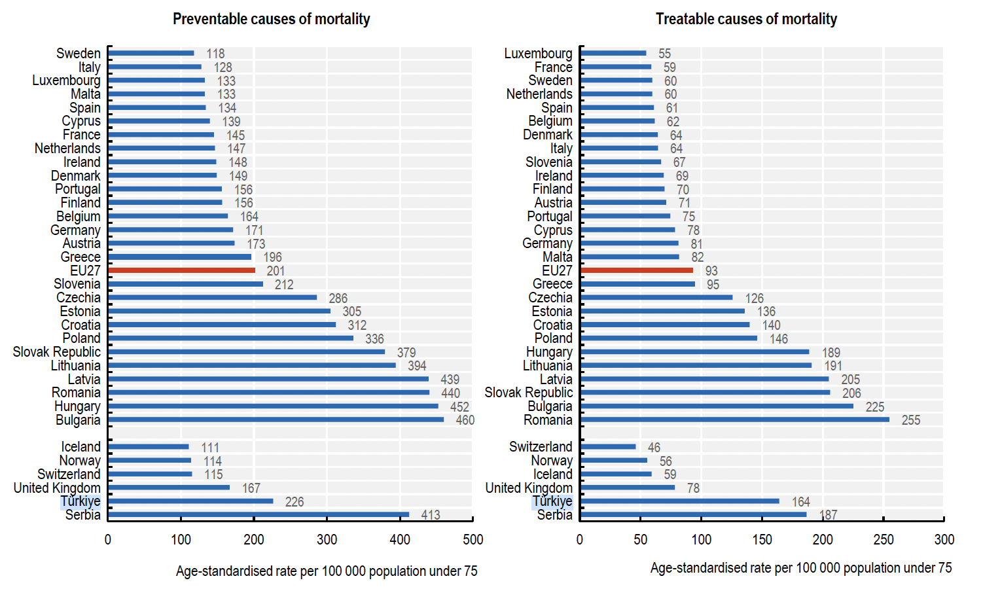 Preventable causes of mortality
Sweden 118
Italy 128
Luxembourg 133
Malta 133
Spain 134
Cyprus 139
France 145
Netherlands 147
Ireland 148
Denmark 149
Portugal 156
Finland 156
Belgium 164
Germany 171
Austria 173
Greece 196
EU27 201
Slovenia 212
Czechia 286
Estonia 305
Croatia 312
Poland 336
Slovak Republic 379
Lithuania 394
Latvia 439
Romania 440
Hungary 452
Bulgaria 460
Iceland 111
Norway 114
Switzerland 115
United Kingdom 167
Türkiye 226
Serbia 413
0 100 200 300 400 500
Age-standardised rate per 100 000 population under 75
Treatable causes of mortality
Luxembourg 55
France 59
Sweden 60
Netherlands 60
Spain 61
Belgium 62
Denmark 64
Italy 64
Slovenia 67
Ireland 69
Finland 70
Austria 71
Portugal 75
Cyprus 78
Germany 81
Malta 82
EU27 93
Greece 95
Czechia 126
Estonia 136
Croatia 140
Poland 146
Hungary 189
Lithuania 191
Latvia 205
Slovak Republic 206
Bulgaria 225
Romania 255
Switzerland 46
Norway 56
Iceland 59
United Kingdom 78
Türkiye 164
Serbia 187
0 50 100 150 200 250 300
Age-standardised rate per 100 000 population under 75